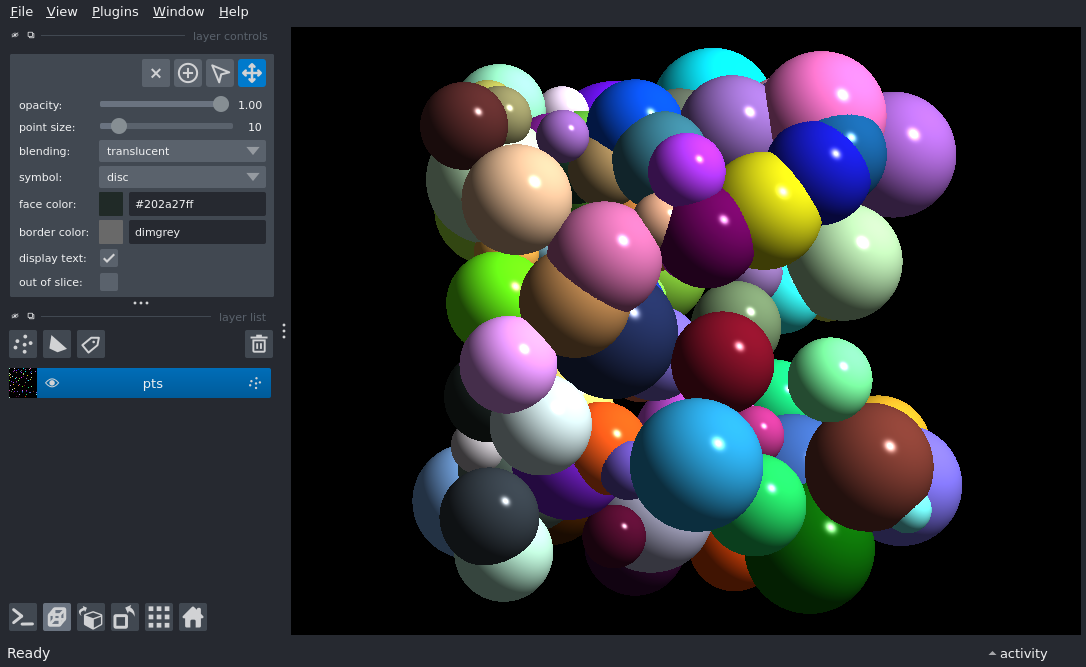 File View Plugins Window Help
layer controls
opacity: 1.00
point size: 10
blending: translucent
symbol: disc
face color: #202a27ff
border color: dimgrey
display text:
out of slice:
layer list
pts
Ready
activity